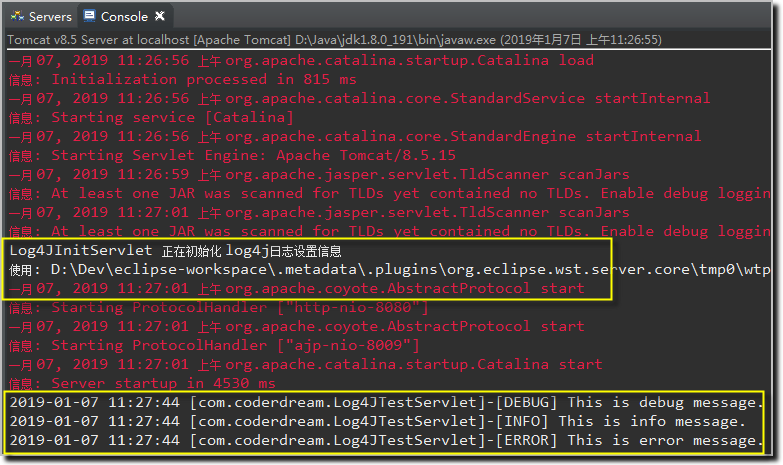 Servers Console
Tomcat v8.5 Server at localhost [Apache Tomcat] D:\Java\jdk1.8.0_191\bin\javaw.exe (2019年1月7日 上午11:26:55)
一月 07, 2019 11:26:56 上午 org.apache.catalina.startup.Catalina load
信息: Initialization processed in 815 ms
一月 07, 2019 11:26:56 上午 org.apache.catalina.core.StandardService startInternal
信息: Starting service [Catalina]
一月 07, 2019 11:26:56 上午 org.apache.catalina.core.StandardEngine startInternal
信息: Starting Servlet Engine: Apache Tomcat/8.5.15
一月 07, 2019 11:26:59 上午 org.apache.jasper.servlet.TldScanner scanJars
信息: At least one JAR was scanned for TLDs yet contained no TLDs. Enable debug loggin
一月 07, 2019 11:27:01 上午 org.apache.jasper.servlet.TldScanner scanJars
信息: At least one JAR was scanned for TLDs yet contained no TLDs. Enable debug loggin
Log4JInitServlet 正在初始化 log4j日志设置信息
使用: D:\Dev\eclipse-workspace\.metadata\.plugins\org.eclipse.wst.server.core\tmp0\wtp
一月 07, 2019 11:27:01 上午 org.apache.coyote.AbstractProtocol start
信息: Starting ProtocolHandler ["http-nio-8080"]
一月 07, 2019 11:27:01 上午 org.apache.coyote.AbstractProtocol start
信息: Starting ProtocolHandler ["ajp-nio-8009"]
一月 07, 2019 11:27:01 上午 org.apache.catalina.startup.Catalina start
信息: Server startup in 4530 ms
2019-01-07 11:27:44 [com.coderdream.Log4JTestServlet]-[DEBUG] This is debug message.
2019-01-07 11:27:44 [com.coderdream.Log4JTestServlet]-[INFO] This is info message.
2019-01-07 11:27:44 [com.coderdream.Log4JTestServlet]-[ERROR] This is error message.